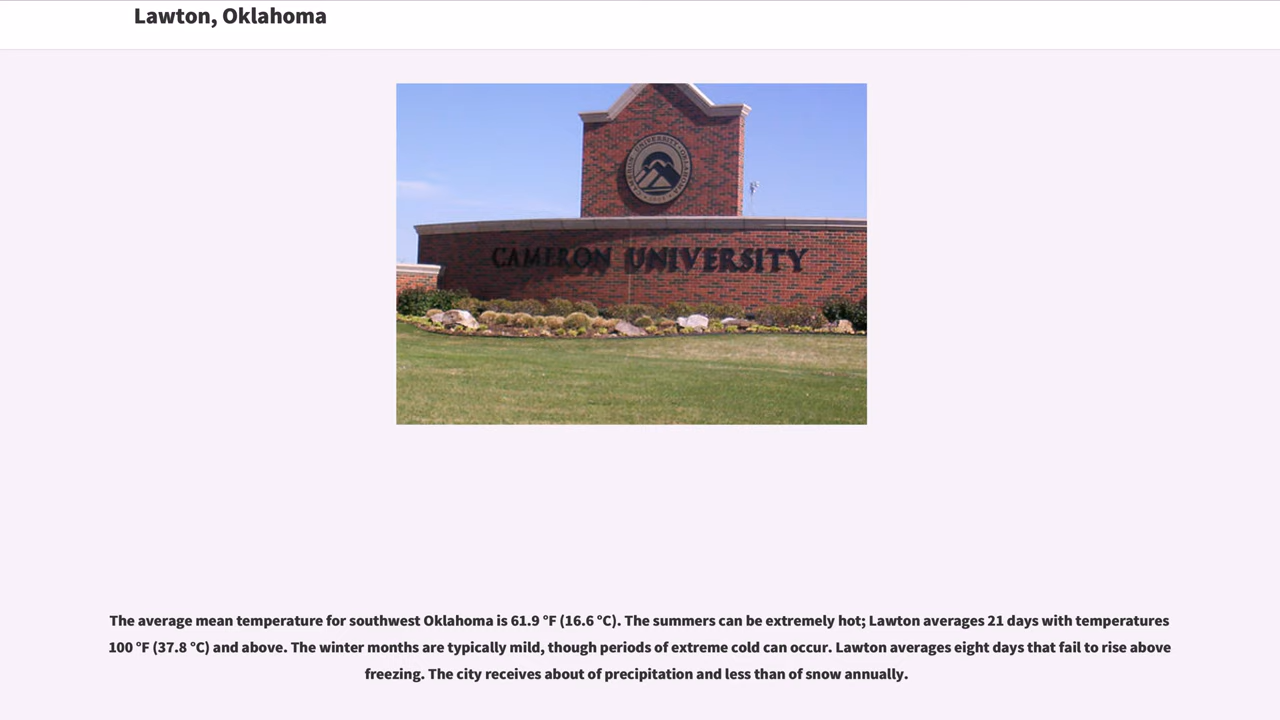 Lawton, Oklahoma
CAMERON UNIVERSITY OKLAHOMA
CAMERON UNIVERSITY
The average mean temperature for southwest Oklahoma is 61.9 °F (16.6 °C). The summers can be extremely hot; Lawton averages 21 days with temperatures
100 °F (37.8 °C) and above. The winter months are typically mild, though periods of extreme cold can occur. Lawton averages eight days that fail to rise above
freezing. The city receives about of precipitation and less than of snow annually.